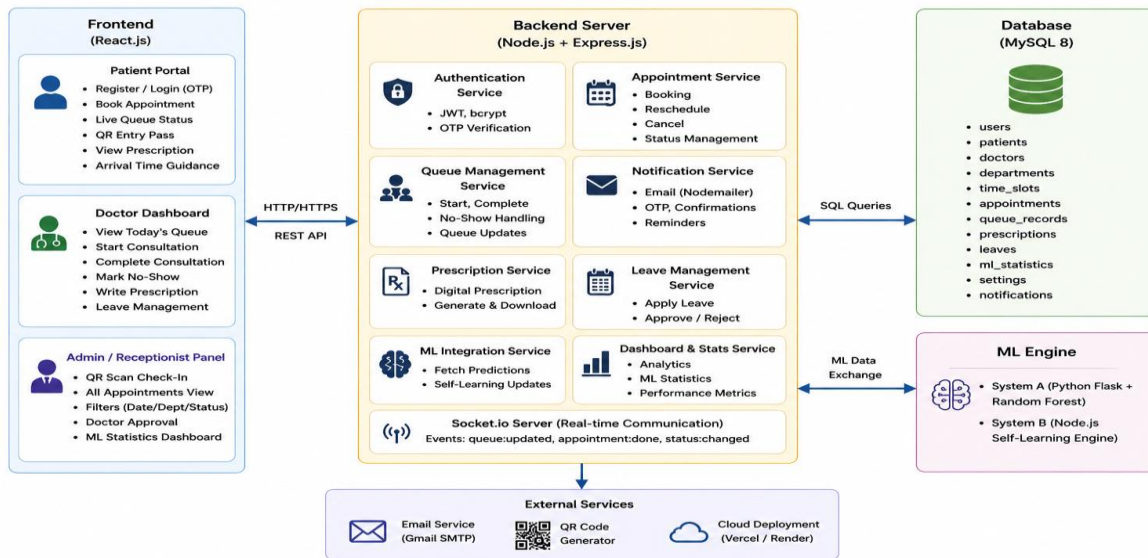 Frontend
(React.js)
Patient Portal
• Register / Login (OTP)
• Book Appointment
• Live Queue Status
• QR Entry Pass
• View Prescription
• Arrival Time Guidance
Doctor Dashboard
• View Today's Queue
• Start Consultation
• Complete Consultation
• Mark No-Show
• Write Prescription
• Leave Management
Admin / Receptionist Panel
• QR Scan Check-In
• All Appointments View
• Filters (Date/Dept/Status)
• Doctor Approval
• ML Statistics Dashboard
HTTP/HTTPS
REST API
Backend Server
(Node.js + Express.js)
Authentication
Service
• JWT, bcrypt
• OTP Verification
Appointment Service
• Booking
• Reschedule
• Cancel
• Status Management
Queue Management
Service
• Start, Complete
• No-Show Handling
• Queue Updates
Notification Service
• Email (Nodemailer)
• OTP, Confirmations
• Reminders
Prescription Service
• Digital Prescription
• Generate & Download
Rx
Leave Management
Service
• Apply Leave
• Approve / Reject
ML Integration Service
• Fetch Predictions
• Self-Learning Updates
Dashboard & Stats Service
• Analytics
• ML Statistics
• Performance Metrics
Socket.io Server (Real-time Communication)
Events: queue:updated, appointment:done, status:changed
SQL Queries
ML Data
Exchange
Database
(MySQL 8)
• users
• patients
• doctors
• departments
• time_slots
• appointments
• queue_records
• prescriptions
• leaves
• ml_statistics
• settings
• notifications
ML Engine
• System A (Python Flask +
Random Forest)
• System B (Node.js
Self-Learning Engine)
External Services
Email Service
(Gmail SMTP)
QR Code
Generator
Cloud Deployment
(Vercel / Render)